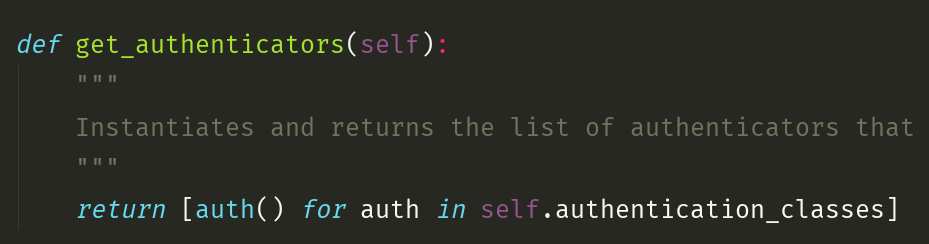 def get_authenticators(self):
    """
    Instantiates and returns the list of authenticators that
    """
    return [auth() for auth in self.authentication_classes]